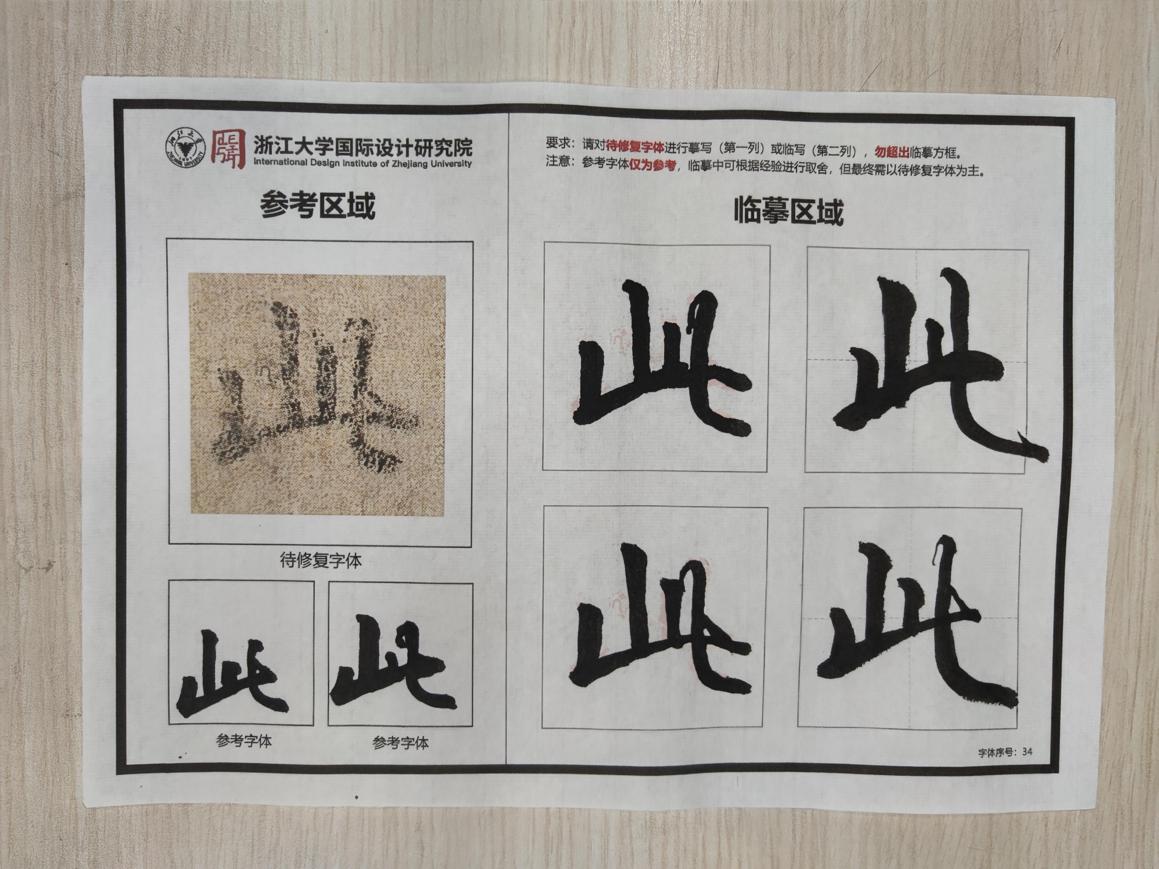 浙江大学国际设计研究院
International Design Institute of Zhejiang University
参考区域
此
待修复字体
此 此
参考字体 参考字体
要求：请对待修复字体进行摹写（第一列）或临写（第二列），勿超出临摹方框。
注意：参考字体仅为参考，临摹中可根据经验进行取舍，但最终需以待修复字体为主。
临摹区域
此 此
此 此
字体序号：34